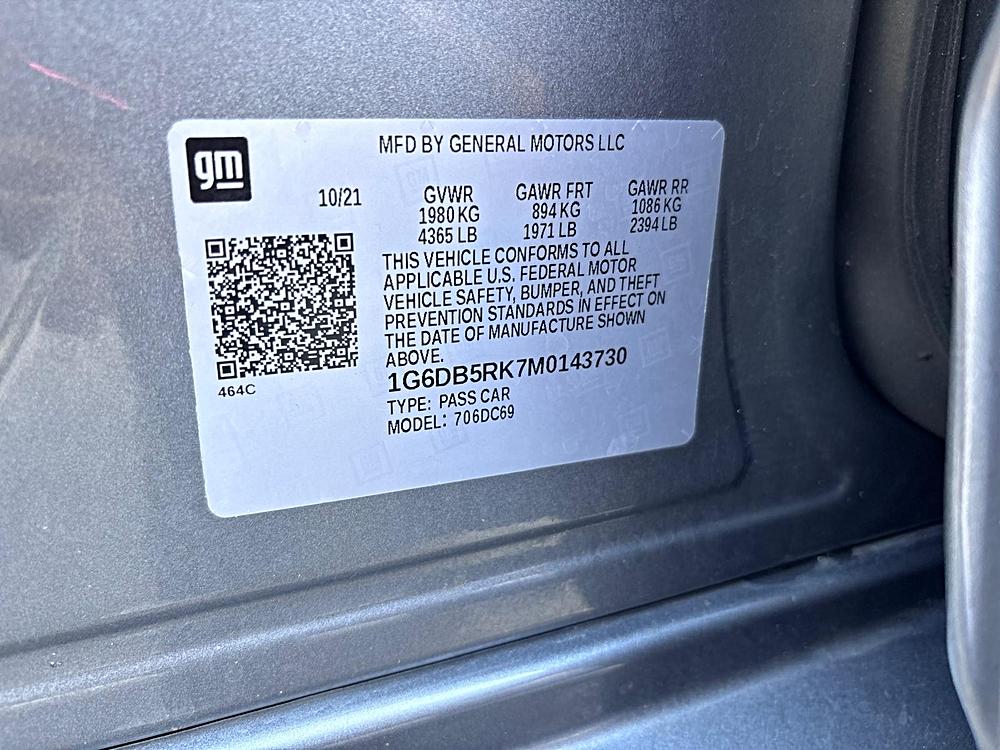 gm
MFD BY GENERAL MOTORS LLC
10/21 GVWR GAWR FRT GAWR RR
1980 KG 894 KG 1086 KG
4365 LB 1971 LB 2394 LB
THIS VEHICLE CONFORMS TO ALL
APPLICABLE U.S. FEDERAL MOTOR
VEHICLE SAFETY, BUMPER, AND THEFT
PREVENTION STANDARDS IN EFFECT ON
THE DATE OF MANUFACTURE SHOWN
ABOVE.
464C
1G6DB5RK7M0143730
TYPE: PASS CAR
MODEL: 706DC69